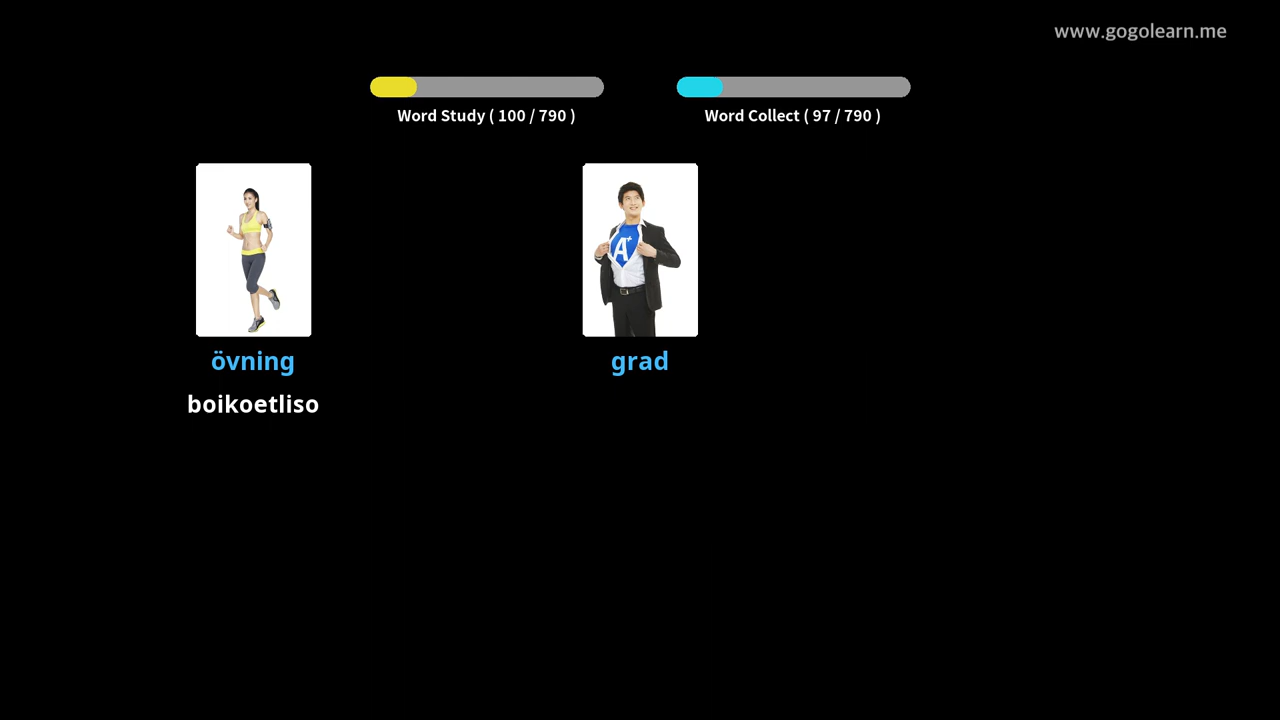 www.gogolearn.me
Word Study ( 100 / 790 )
Word Collect ( 97 / 790 )
A+
övning
grad
boikoetliso